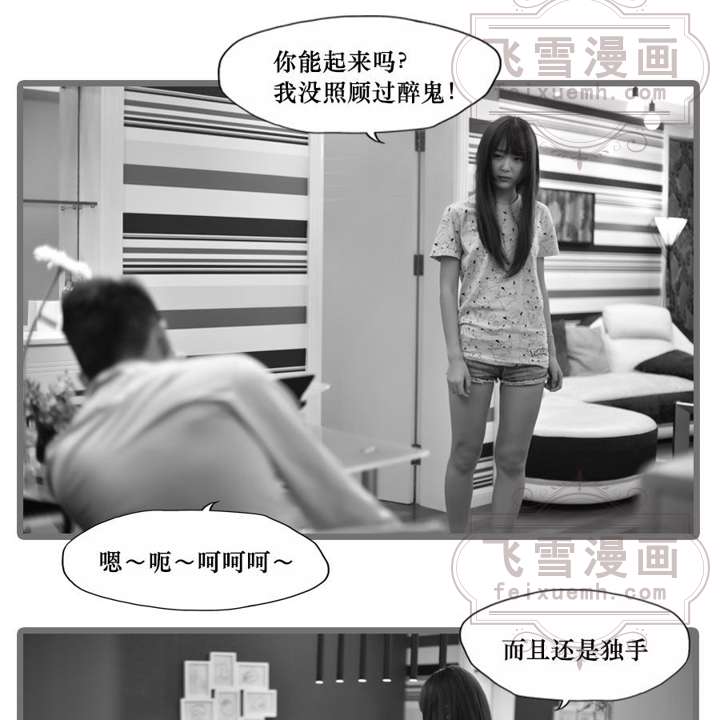 飞雪漫画
feixuemh.com
你能起来吗？
我没照顾过醉鬼！
嗯～呃～呵呵呵～
飞雪漫画
feixuemh.com
而且还是独手